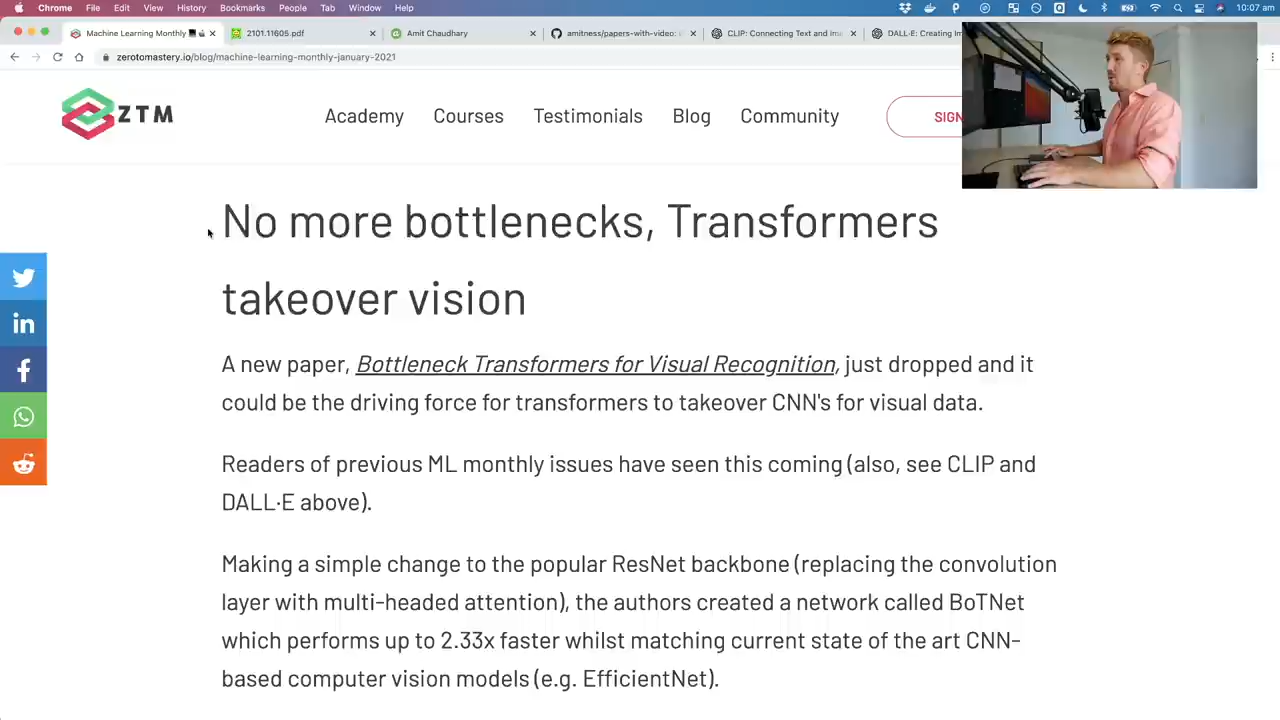 Chrome File Edit View History Bookmarks People Tab Window Help 10:07 am
Machine Learning Monthly 2101.11605.pdf Amit Chaudhary amitness/papers-with-video: CLIP: Connecting Text and Ima DALL·E: Creating Im
zerotomastery.io/blog/machine-learning-monthly-january-2021
ZTM Academy Courses Testimonials Blog Community SIGN
No more bottlenecks, Transformers
takeover vision
A new paper, Bottleneck Transformers for Visual Recognition, just dropped and it
could be the driving force for transformers to takeover CNN's for visual data.
Readers of previous ML monthly issues have seen this coming (also, see CLIP and
DALL·E above).
Making a simple change to the popular ResNet backbone (replacing the convolution
layer with multi-headed attention), the authors created a network called BoTNet
which performs up to 2.33x faster whilst matching current state of the art CNN-
based computer vision models (e.g. EfficientNet).